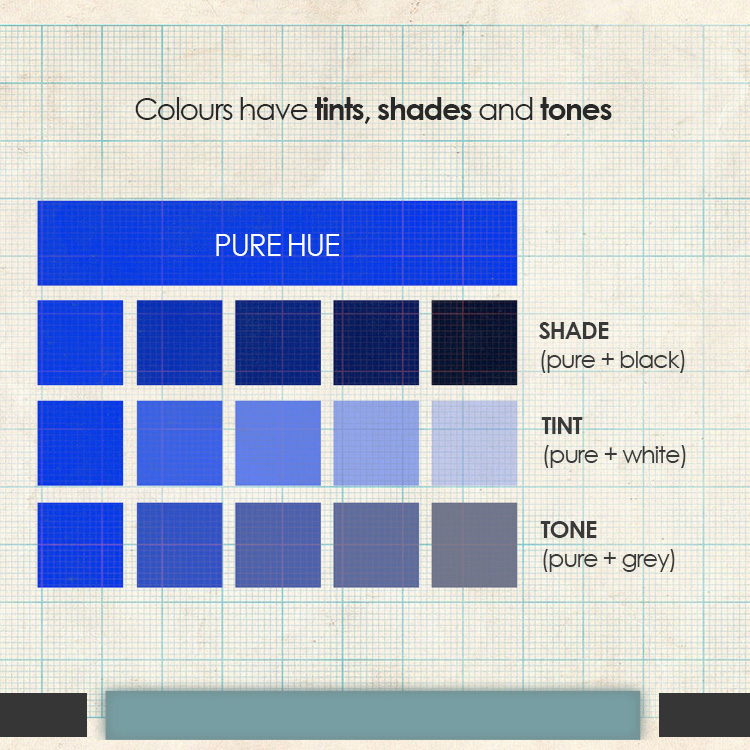 Colours have tints, shades and tones
PURE HUE
SHADE
(pure + black)
TINT
(pure + white)
TONE
(pure + grey)